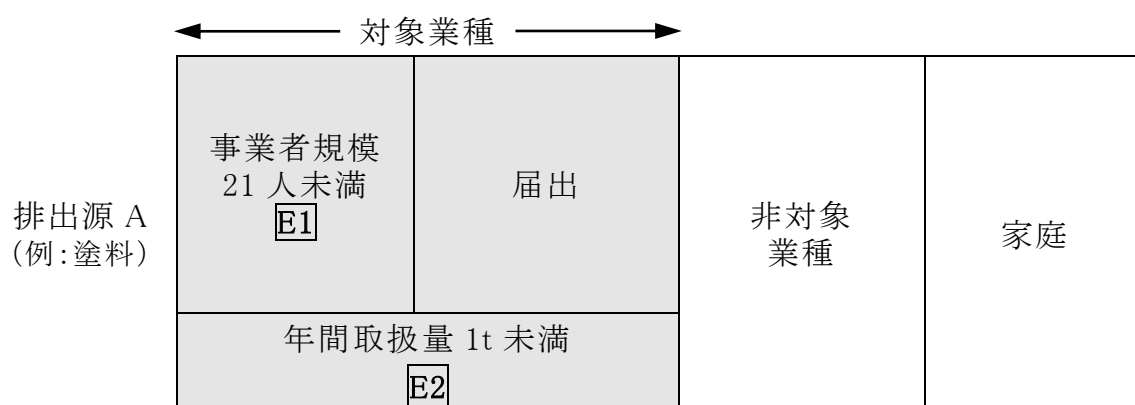 対象業種
事業者規模
21 人未満
E1
届出
排出源 A
(例:塗料)
非対象
業種
家庭
年間取扱量 1t 未満
E2